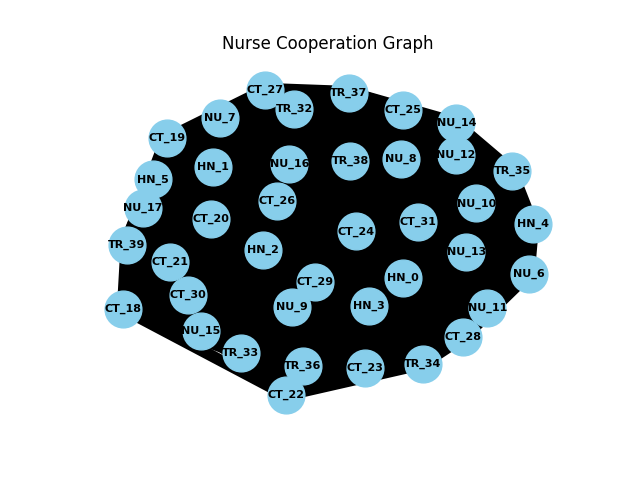 Nurse Cooperation Graph
CT_27
TR_37
TR_32
CT_25
NU_7
NU_14
CT_19
NU_12
NU_8
TR_38
NU_16
HN_1
TR_35
HN_5
CT_26
NU_10
NU_17
CT_20
CT_31
HN_4
CT_24
TR_39
HN_2
NU_13
CT_21
NU_6
HN_0
CT_29
CT_30
HN_3
NU_9
NU_11
CT_18
NU_15
CT_28
TR_33
TR_34
TR_36
CT_23
CT_22